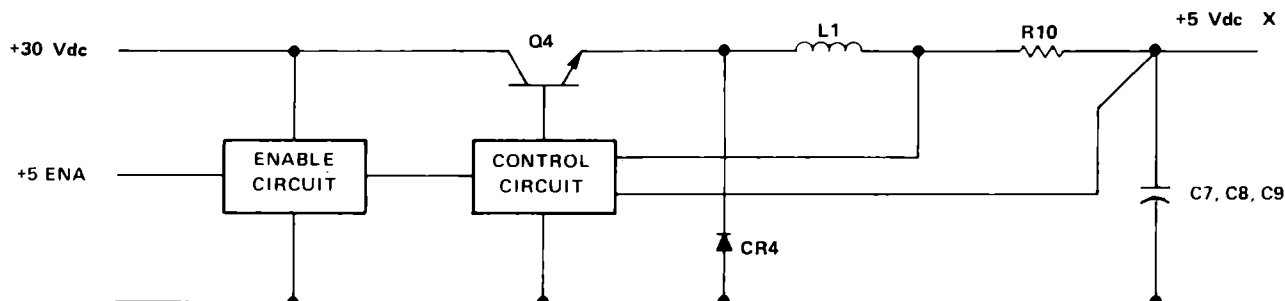 +5 Vdc X
+30 Vdc
Q4
L1
R10
ENABLE
CIRCUIT
CONTROL
CIRCUIT
+5 ENA
C7, C8, C9
CR4